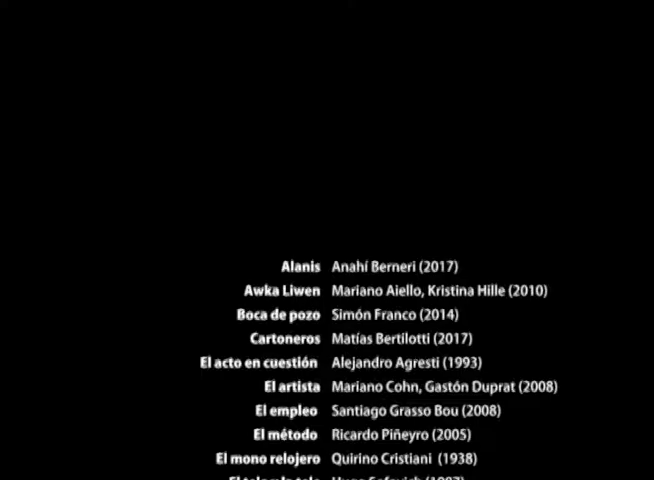 Alanis Anahí Berneri (2017)
Awka Liwen Mariano Aiello, Kristina Hille (2010)
Boca de pozo Simón Franco (2014)
Cartoneros Matías Bertilotti (2017)
El acto en cuestión Alejandro Agresti (1993)
El artista Mariano Cohn, Gastón Duprat (2008)
El empleo Santiago Grasso Bou (2008)
El método Ricardo Piñeyro (2005)
El mono relojero Quirino Cristiani (1938)